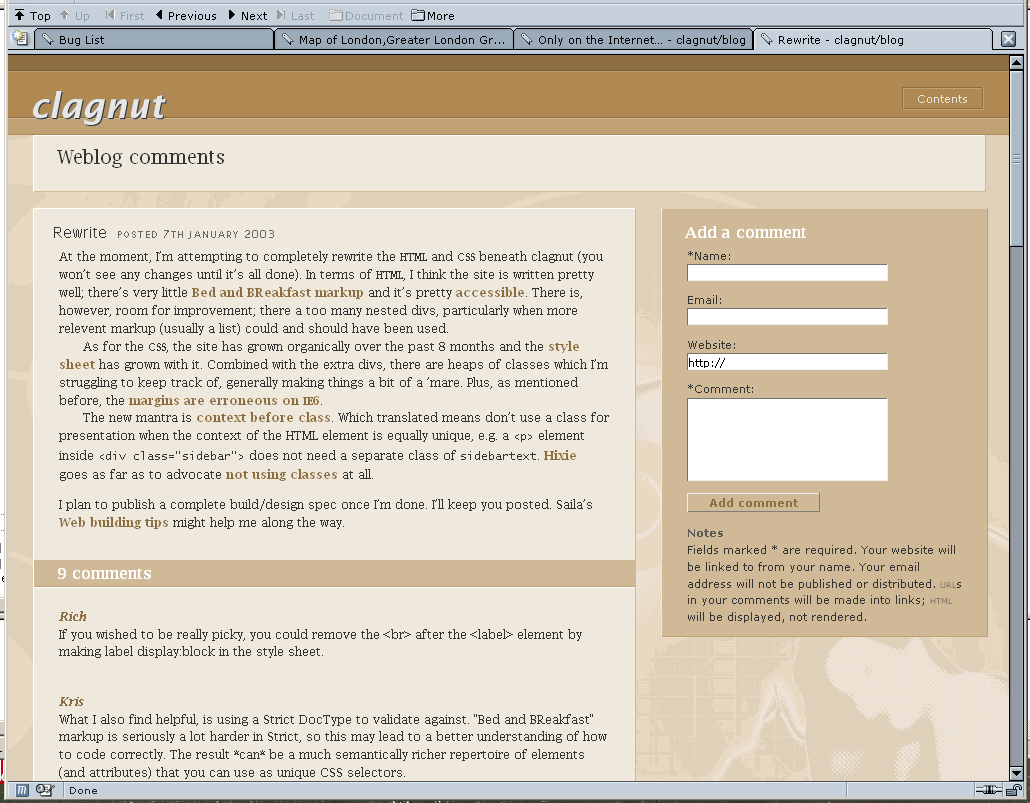 Top Up First Previous Next Last Document More
Bug List Map of London,Greater London Gr... Only on the Internet... - clagnut/blog Rewrite - clagnut/blog
clagnut
Contents
Weblog comments
Rewrite POSTED 7TH JANUARY 2003
At the moment, I'm attempting to completely rewrite the HTML and CSS beneath clagnut (you
won't see any changes until it's all done). In terms of HTML, I think the site is written pretty
well; there's very little Bed and BReakfast markup and it's pretty accessible. There is,
however, room for improvement; there a too many nested divs, particularly when more
relevent markup (usually a list) could and should have been used.
As for the CSS, the site has grown organically over the past 8 months and the style
sheet has grown with it. Combined with the extra divs, there are heaps of classes which I'm
struggling to keep track of, generally making things a bit of a 'mare. Plus, as mentioned
before, the margins are erroneous on IE6.
The new mantra is context before class. Which translated means don't use a class for
presentation when the context of the HTML element is equally unique, e.g. a <p> element
inside <div class="sidebar"> does not need a separate class of sidebartext. Hixie
goes as far as to advocate not using classes at all.
I plan to publish a complete build/design spec once I'm done. I'll keep you posted. Saila's
Web building tips might help me along the way.
9 comments
Rich
If you wished to be really picky, you could remove the <br> after the <label> element by
making label display:block in the style sheet.
Kris
What I also find helpful, is using a Strict DocType to validate against. "Bed and BReakfast"
markup is seriously a lot harder in Strict, so this may lead to a better understanding of how
to code correctly. The result *can* be a much semantically richer repertoire of elements
(and attributes) that you can use as unique CSS selectors.
Add a comment
*Name:
Email:
Website:
http://
*Comment:
Add comment
Notes
Fields marked * are required. Your website will
be linked to from your name. Your email
address will not be published or distributed. URLs
in your comments will be made into links; HTML
will be displayed, not rendered.
Done